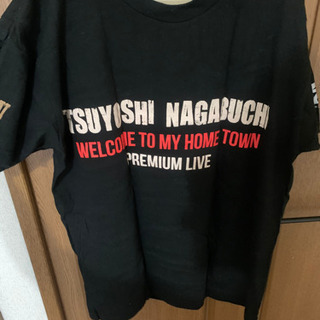 TSUYOSHI NAGABUCHI
WELCOME TO MY HOME TOWN
PREMIUM LIVE